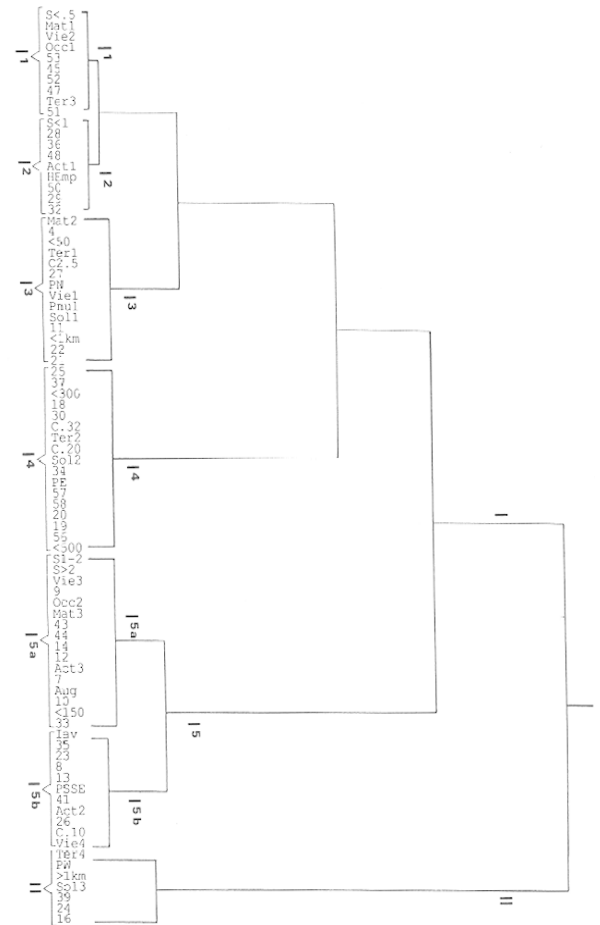 S<.5
Mat1
Vie2
Occ1
53
45
52
47
Ter3
51
S<1
28
36
48
Act1
HEmp
50
29
32
Mat2
4
<50
Ter1
C2.5
27
PN
Vie1
Pnul
Sol1
11
<1km
22
25
37
<300
18
30
C.32
Ter2
C.20
Sol2
34
PE
57
58
20
19
56
<500
S1-2
S>2
Vie3
9
Occ2
Mat3
43
44
14
12
Act3
7
Aug
10
<150
33
Iav
35
23
8
13
PSSE
41
Act2
26
C.10
Vie4
Ter4
PW
>1km
Sol3
39
24
16
I1
I2
I3
I4
I5a
I5b
II
I1
I2
I3
I4
I5a
I5b
I5
I
II